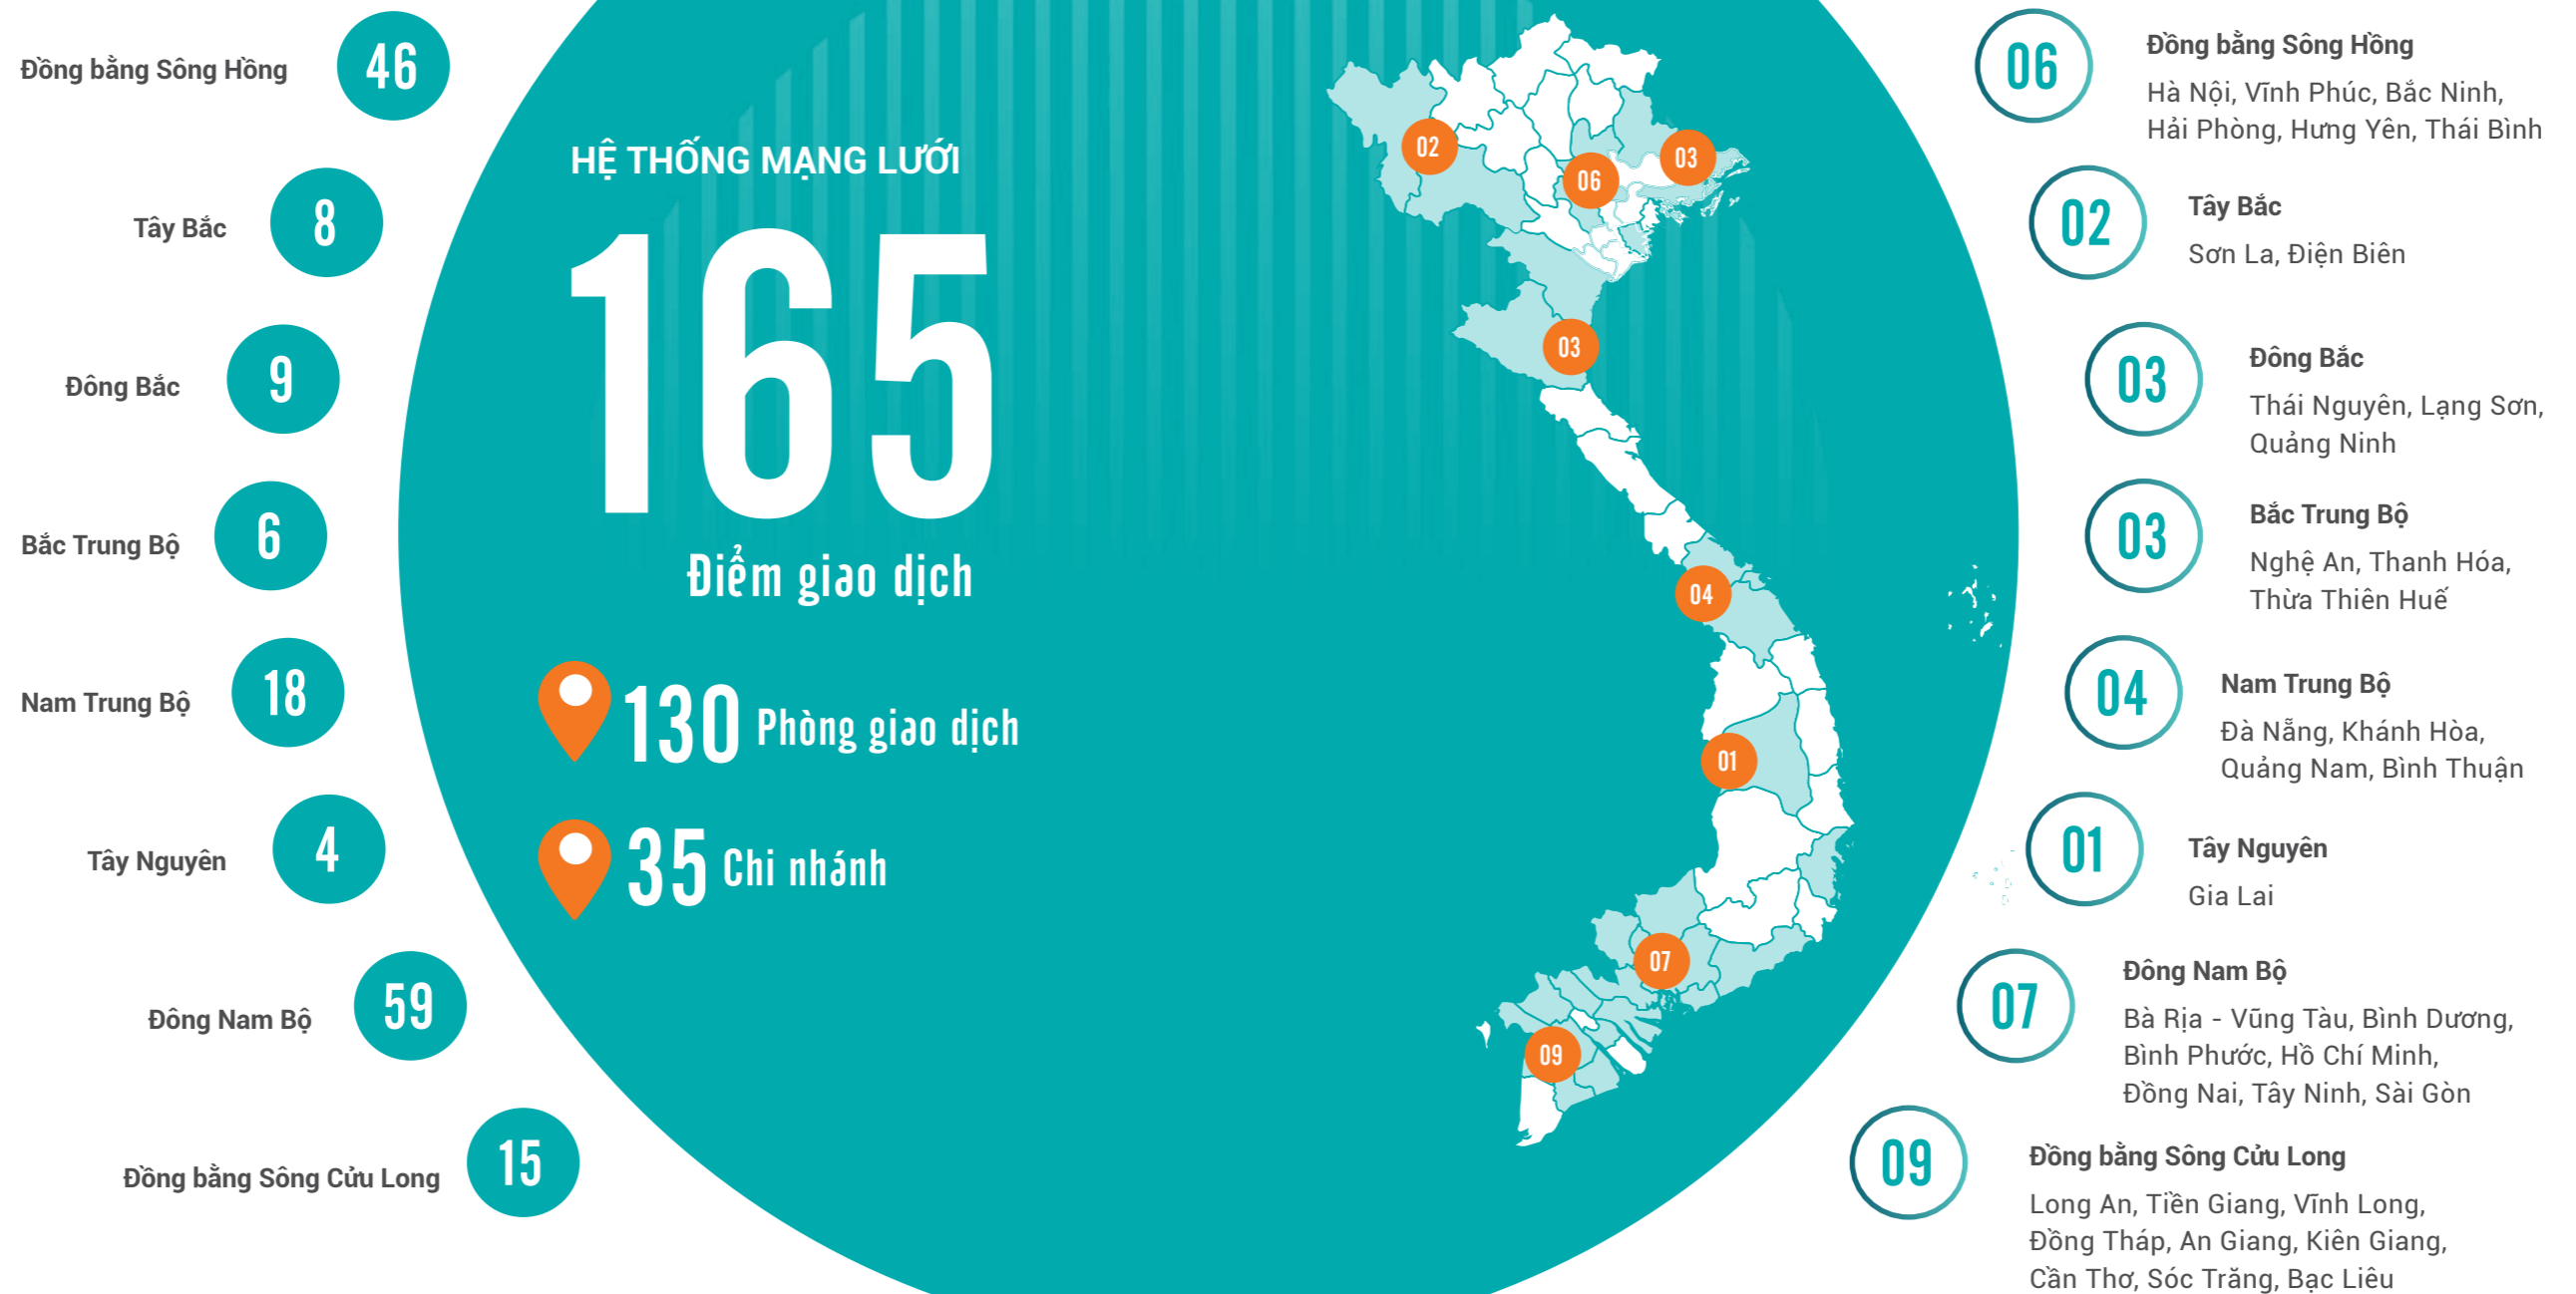 Đồng bằng Sông Hồng
46
Tây Bắc
8
Đông Bắc
9
Bắc Trung Bộ
6
Nam Trung Bộ
18
Tây Nguyên
4
Đông Nam Bộ
59
Đồng bằng Sông Cửu Long
15
HỆ THỐNG MẠNG LƯỚI
165
Điểm giao dịch
130 Phòng giao dịch
35 Chi nhánh
02
06
03
03
04
01
07
09
06
Đồng bằng Sông Hồng
Hà Nội, Vĩnh Phúc, Bắc Ninh,
Hải Phòng, Hưng Yên, Thái Bình
02
Tây Bắc
Sơn La, Điện Biên
03
Đông Bắc
Thái Nguyên, Lạng Sơn,
Quảng Ninh
03
Bắc Trung Bộ
Nghệ An, Thanh Hóa,
Thừa Thiên Huế
04
Nam Trung Bộ
Đà Nẵng, Khánh Hòa,
Quảng Nam, Bình Thuận
01
Tây Nguyên
Gia Lai
07
Đông Nam Bộ
Bà Rịa - Vũng Tàu, Bình Dương,
Bình Phước, Hồ Chí Minh,
Đồng Nai, Tây Ninh, Sài Gòn
09
Đồng bằng Sông Cửu Long
Long An, Tiền Giang, Vĩnh Long,
Đồng Tháp, An Giang, Kiên Giang,
Cần Thơ, Sóc Trăng, Bạc Liêu